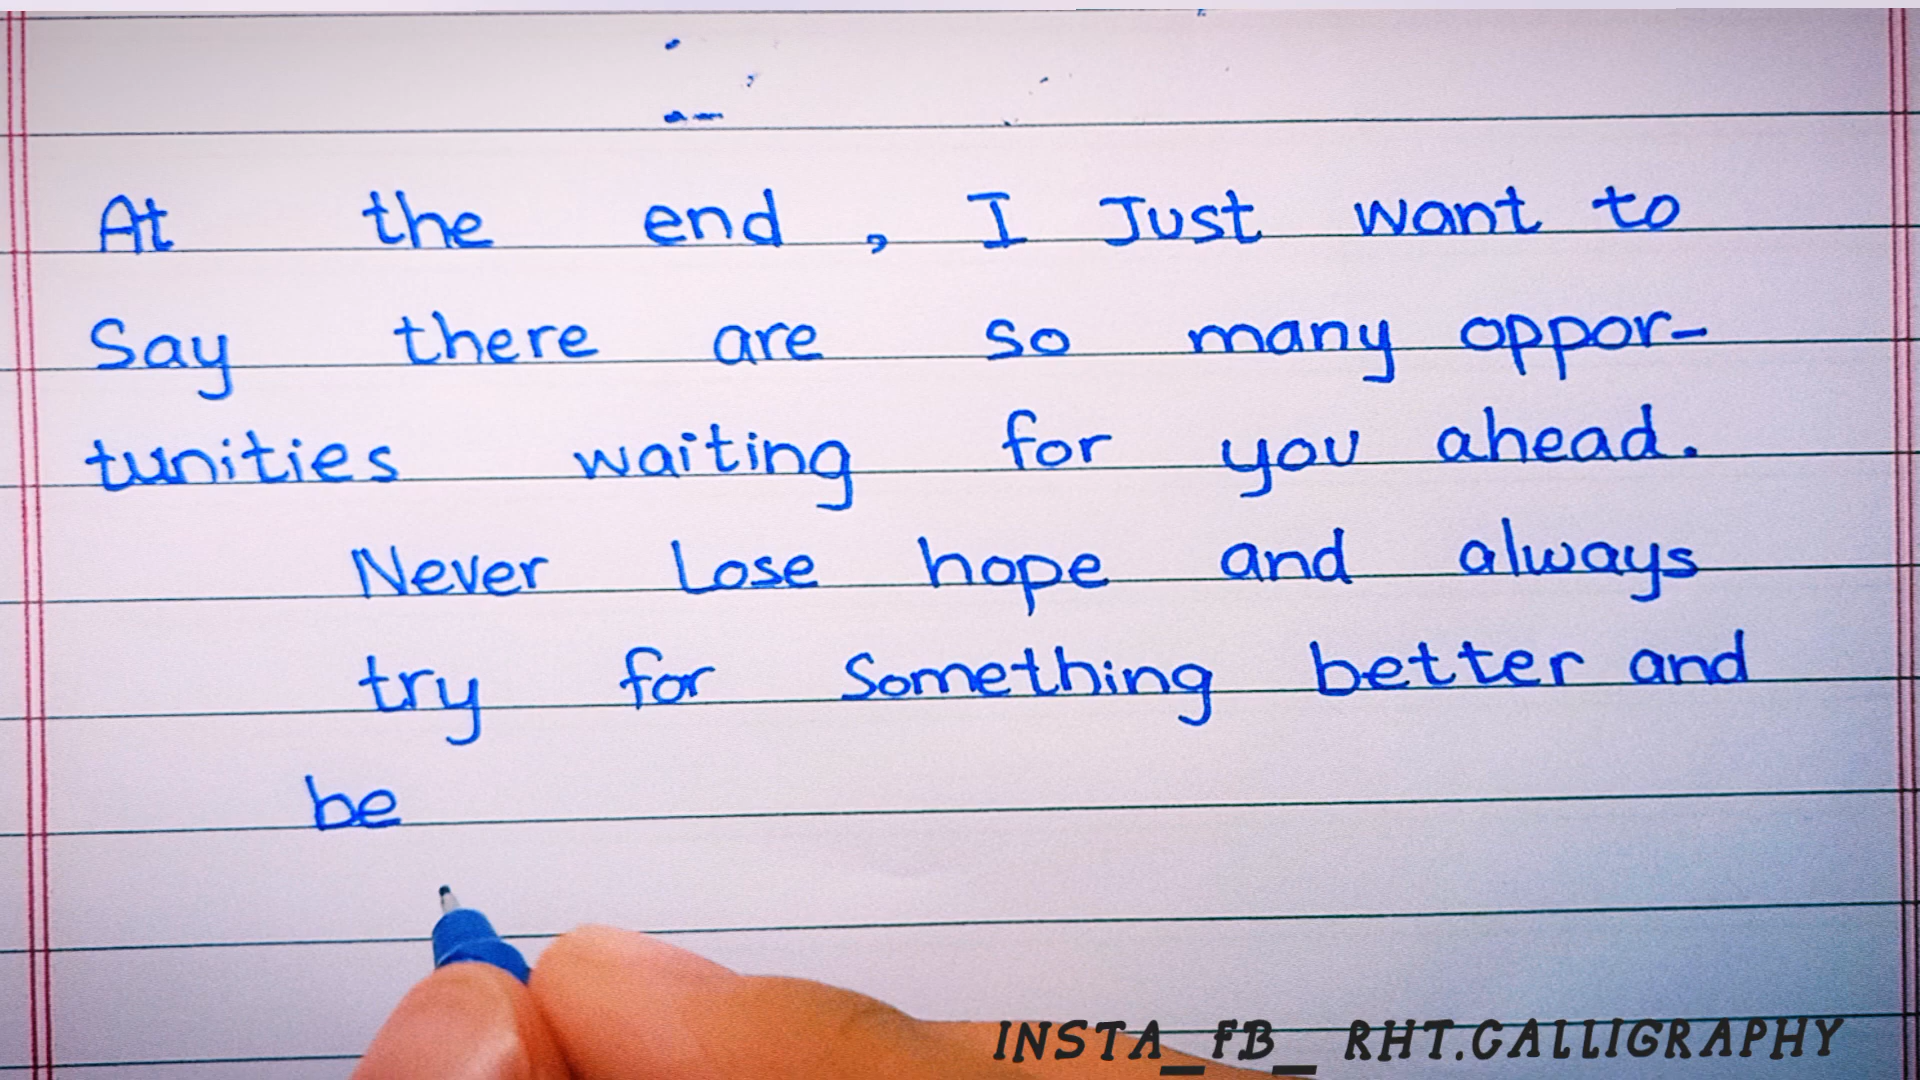 At the end, I Just want to
Say there are so many oppor-
tunities waiting for you ahead.
Never Lose hope and always
try for Something better and
be
INSTA_FB_ RHT.CALLIGRAPHY